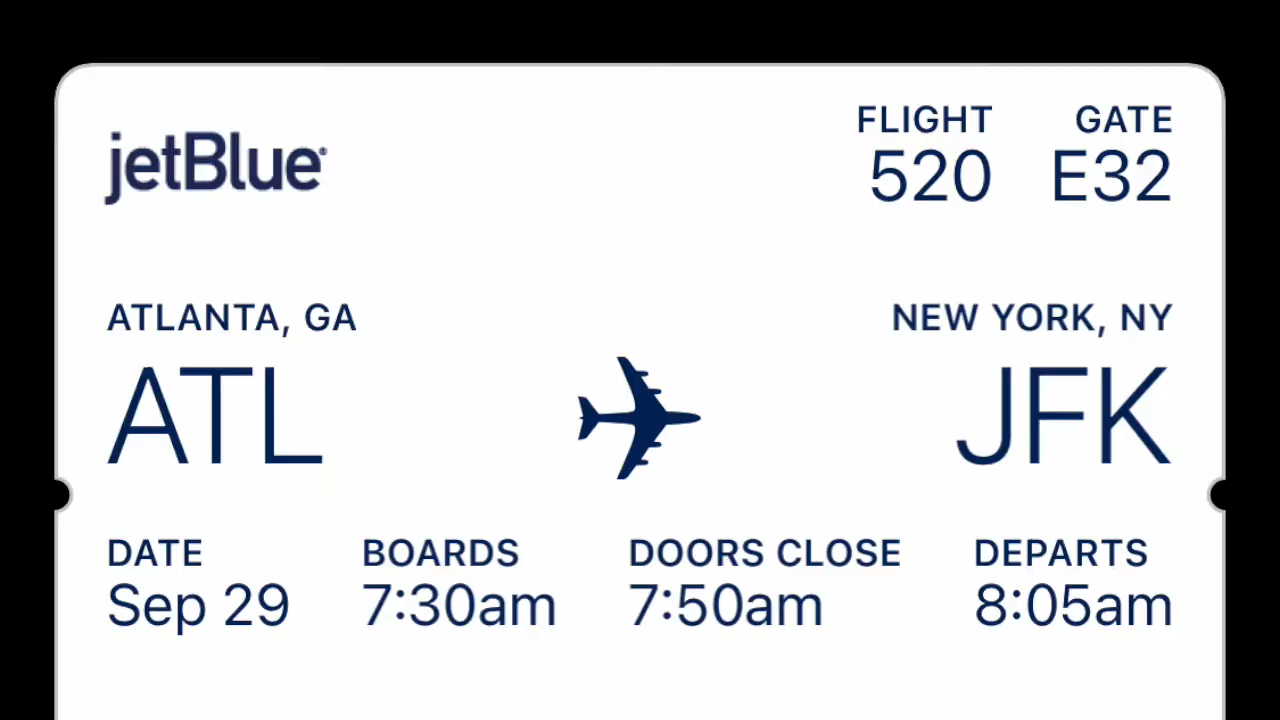 jetBlue
FLIGHT GATE
520 E32
ATLANTA, GA NEW YORK, NY
ATL JFK
DATE BOARDS DOORS CLOSE DEPARTS
Sep 29 7:30am 7:50am 8:05am